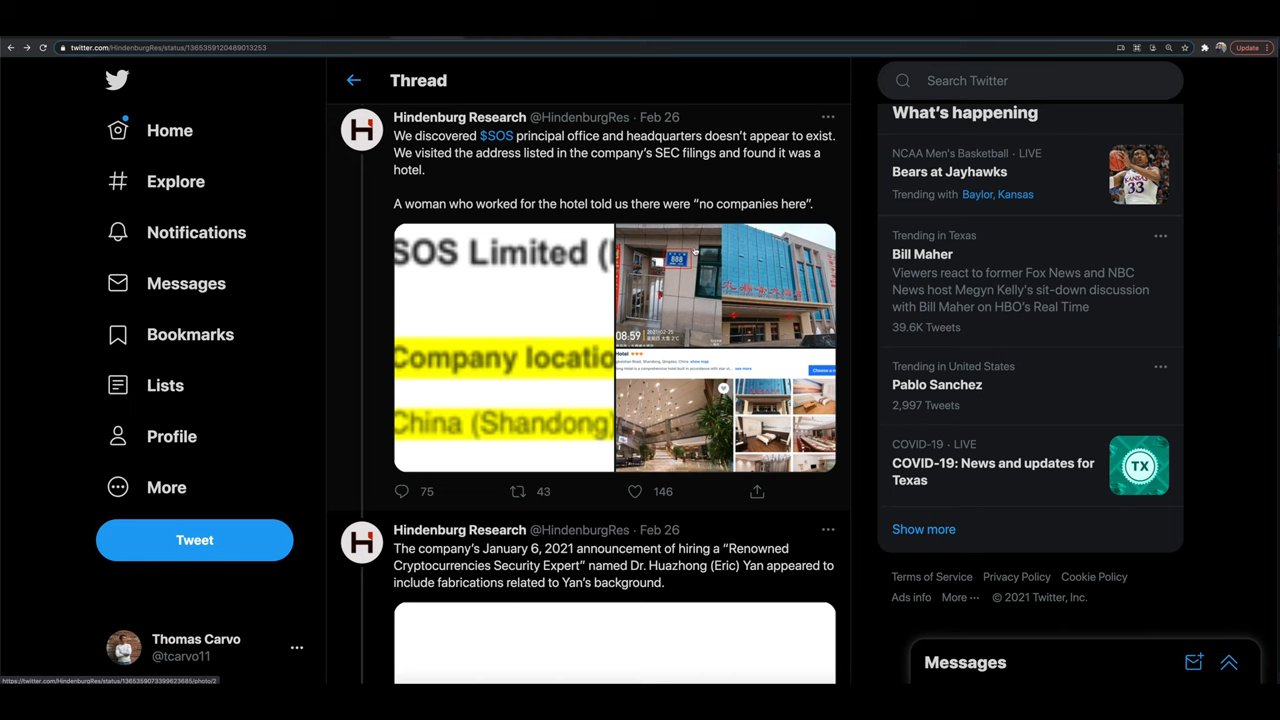 twitter.com/HindenburgRes/status/1365359120489013253
Update
Home
Explore
Notifications
Messages
Bookmarks
Lists
Profile
More
Tweet
Thomas Carvo
@tcarvo11
https://twitter.com/HindenburgRes/status/1365359073399623685/photo/2
Thread
Hindenburg Research @HindenburgRes · Feb 26
We discovered $SOS principal office and headquarters doesn't appear to exist.
We visited the address listed in the company's SEC filings and found it was a
hotel.
A woman who worked for the hotel told us there were "no companies here".
SOS Limited (
Company locatio
China (Shandong)
888
08:59
Hotel
75
43
146
Hindenburg Research @HindenburgRes · Feb 26
The company's January 6, 2021 announcement of hiring a "Renowned
Cryptocurrencies Security Expert" named Dr. Huazhong (Eric) Yan appeared to
include fabrications related to Yan's background.
Search Twitter
What's happening
NCAA Men's Basketball · LIVE
Bears at Jayhawks
Trending with Baylor, Kansas
KANSAS
33
Trending in Texas
Bill Maher
Viewers react to former Fox News and NBC
News host Megyn Kelly's sit-down discussion
with Bill Maher on HBO's Real Time
39.6K Tweets
Trending in United States
Pablo Sanchez
2,997 Tweets
COVID-19 · LIVE
COVID-19: News and updates for
Texas
TX
Show more
Terms of Service Privacy Policy Cookie Policy
Ads info More ··· © 2021 Twitter, Inc.
Messages